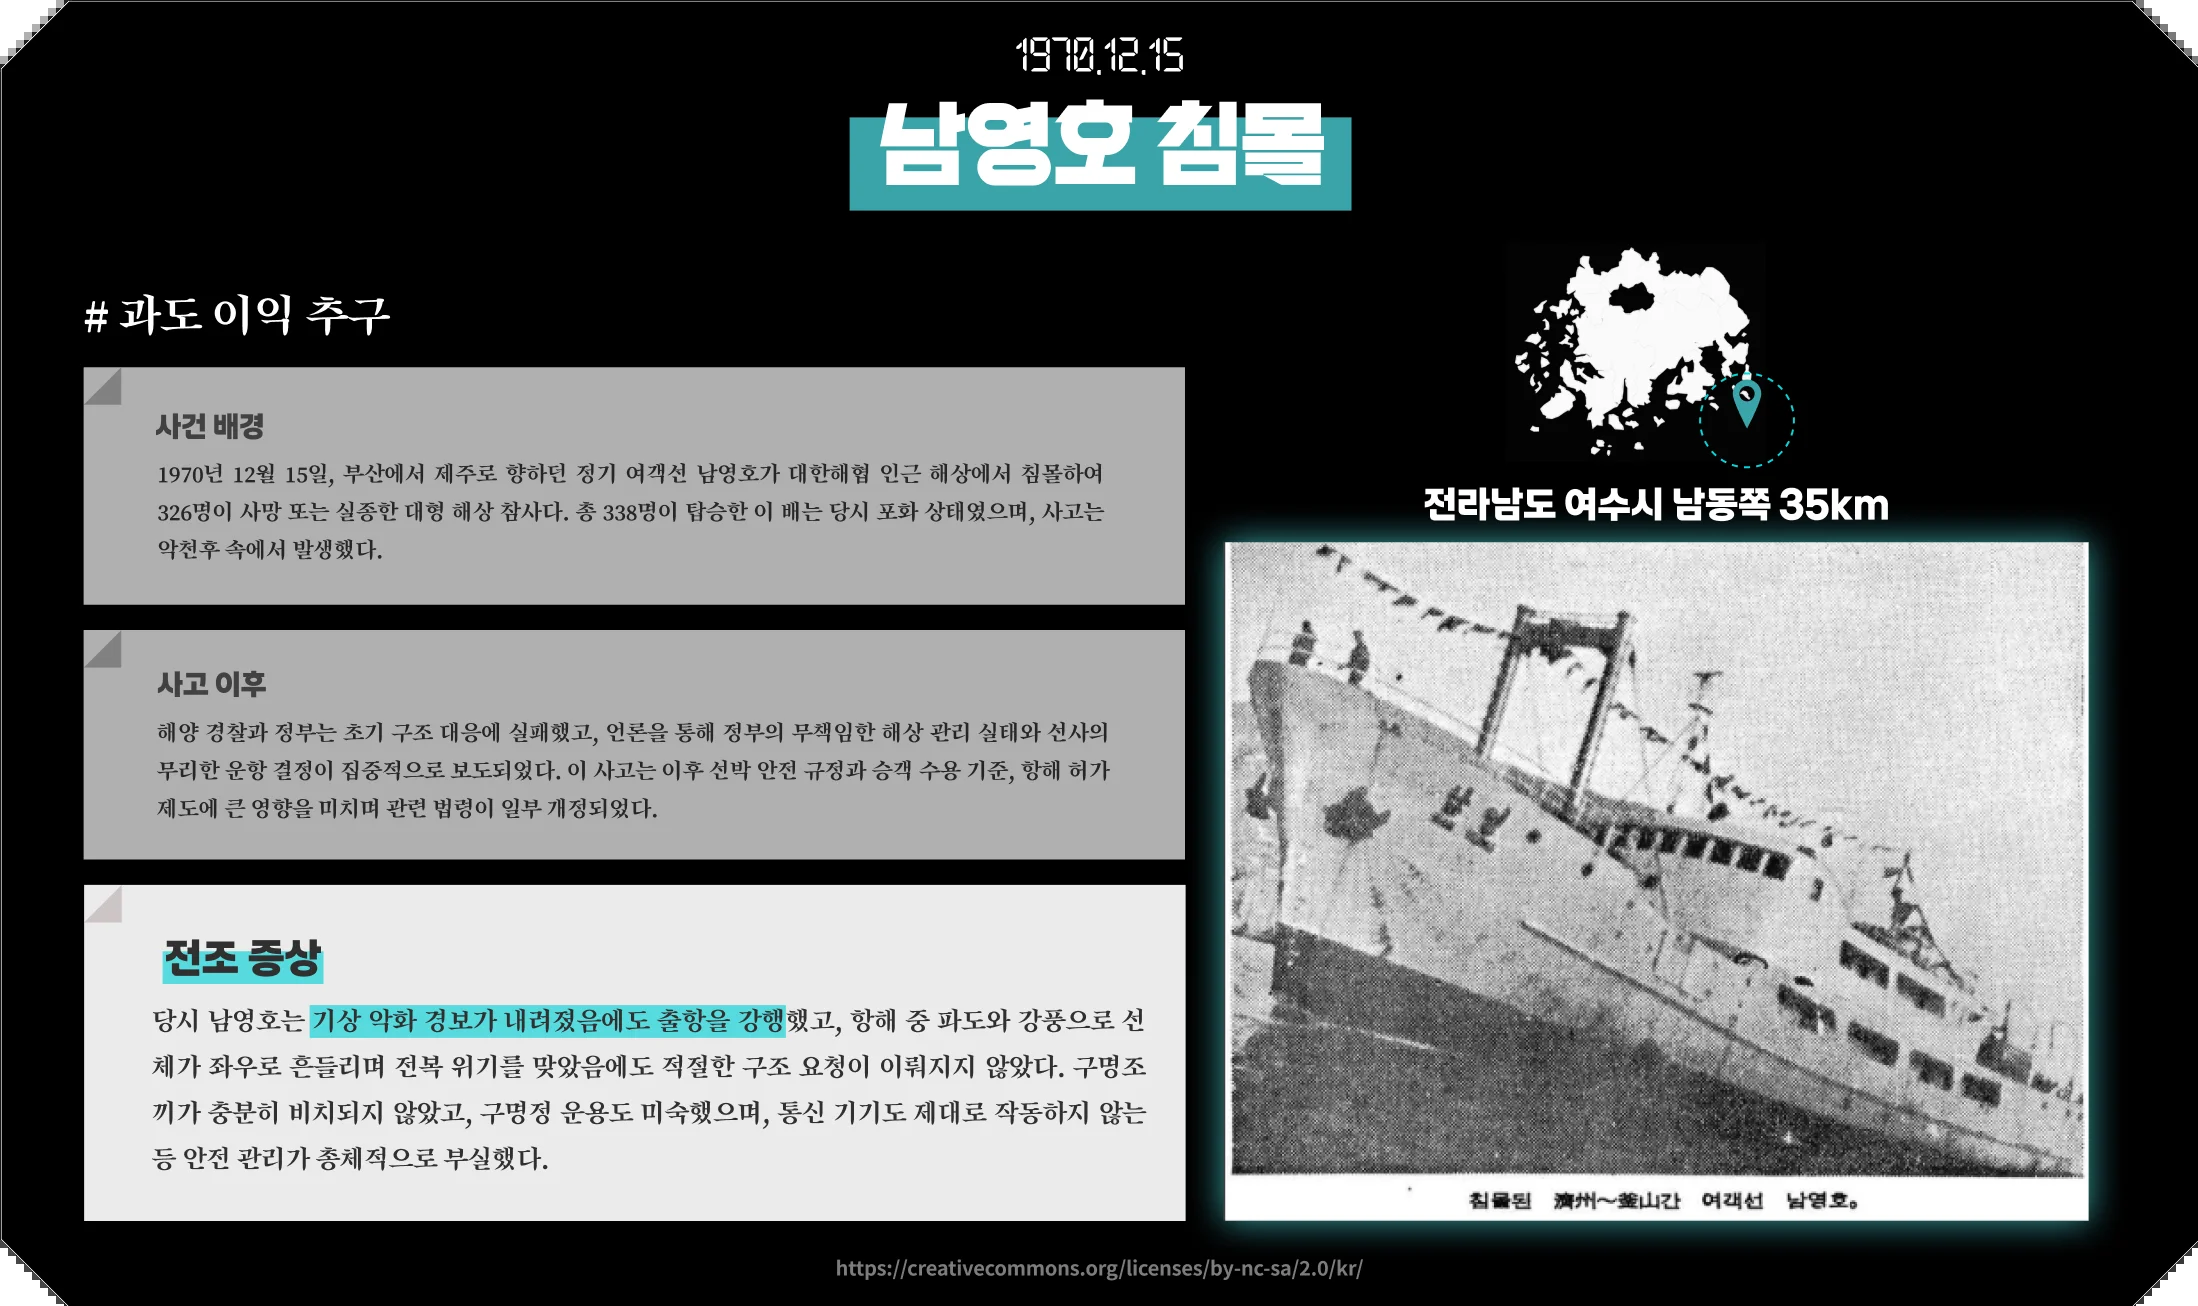 1970.12.15
남영호 침몰
# 과도 이익 추구
사건 배경
1970년 12월 15일, 부산에서 제주로 향하던 정기 여객선 남영호가 대한해협 인근 해상에서 침몰하여
326명이 사망 또는 실종한 대형 해상 참사다. 총 338명이 탑승한 이 배는 당시 포화 상태였으며, 사고는
악천후 속에서 발생했다.
사고 이후
해양 경찰과 정부는 초기 구조 대응에 실패했고, 언론을 통해 정부의 무책임한 해상 관리 실태와 선사의
무리한 운항 결정이 집중적으로 보도되었다. 이 사고는 이후 선박 안전 규정과 승객 수용 기준, 항해 허가
제도에 큰 영향을 미치며 관련 법령이 일부 개정되었다.
전조 증상
당시 남영호는 기상 악화 경보가 내려졌음에도 출항을 강행했고, 항해 중 파도와 강풍으로 선
체가 좌우로 흔들리며 전복 위기를 맞았음에도 적절한 구조 요청이 이뤄지지 않았다. 구명조
끼가 충분히 비치되지 않았고, 구명정 운용도 미숙했으며, 통신 기기도 제대로 작동하지 않는
등 안전 관리가 총체적으로 부실했다.
전라남도 여수시 남동쪽 35km
침몰된 濟州～釜山간 여객선 남영호。
https://creativecommons.org/licenses/by-nc-sa/2.0/kr/